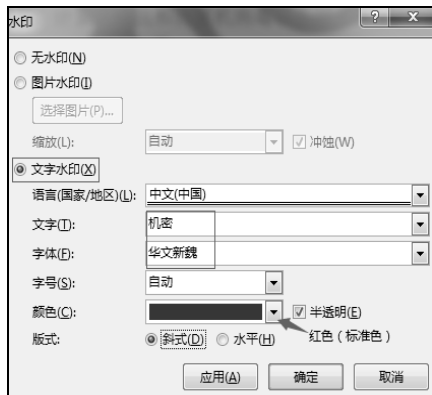 水印
? x
无水印(N)
图片水印(I)
选择图片(P)...
缩放(L): 自动 冲蚀(W)
文字水印(X)
语言(国家/地区)(L): 中文(中国)
文字(T): 机密
字体(F): 华文新魏
字号(S): 自动
颜色(C): 半透明(E)
版式: 斜式(D) 水平(H) 红色（标准色）
应用(A) 确定 取消